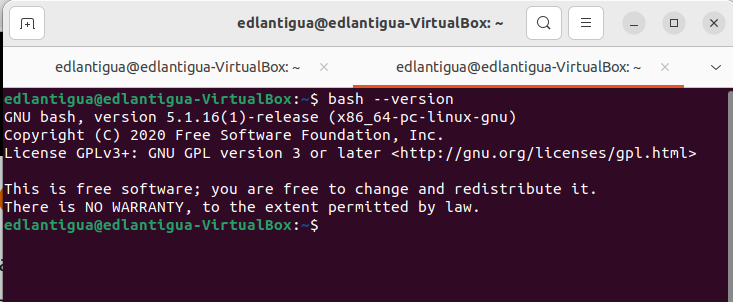 edlantigua@edlantigua-VirtualBox: ~
edlantigua@edlantigua-VirtualBox: ~
edlantigua@edlantigua-VirtualBox: ~
edlantigua@edlantigua-VirtualBox:~$ bash --version
GNU bash, version 5.1.16(1)-release (x86_64-pc-linux-gnu)
Copyright (C) 2020 Free Software Foundation, Inc.
License GPLv3+: GNU GPL version 3 or later <http://gnu.org/licenses/gpl.html>

This is free software; you are free to change and redistribute it.
There is NO WARRANTY, to the extent permitted by law.
edlantigua@edlantigua-VirtualBox:~$